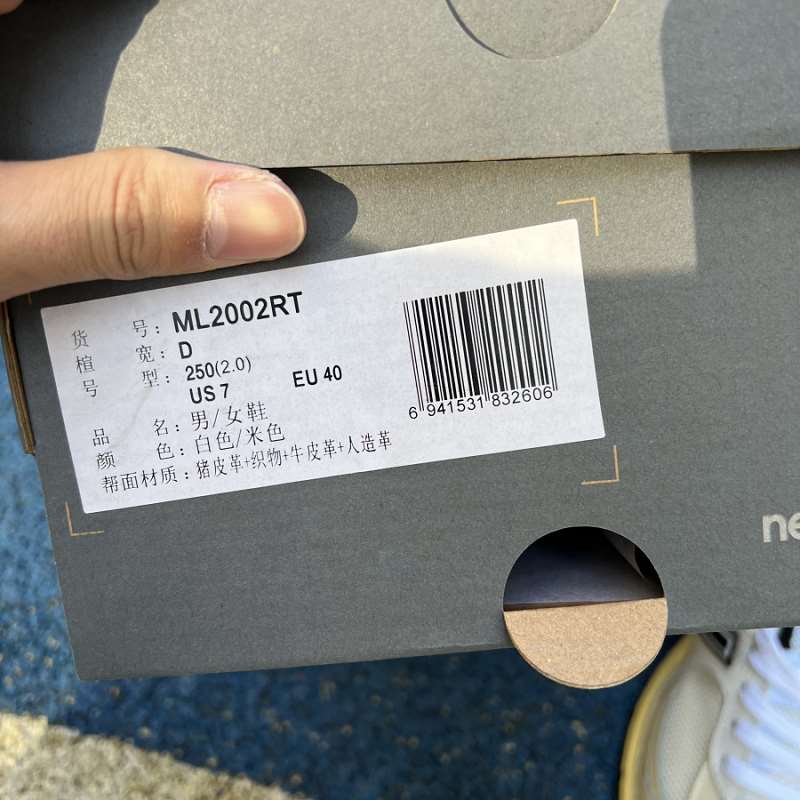 货 号: ML2002RT
楦 宽: D
号 型: 250(2.0)
US 7 EU 40
品 名: 男/女鞋
颜 色: 白色/米色
帮面材质: 猪皮革+织物+牛皮革+人造革
6 941531 832606
ne